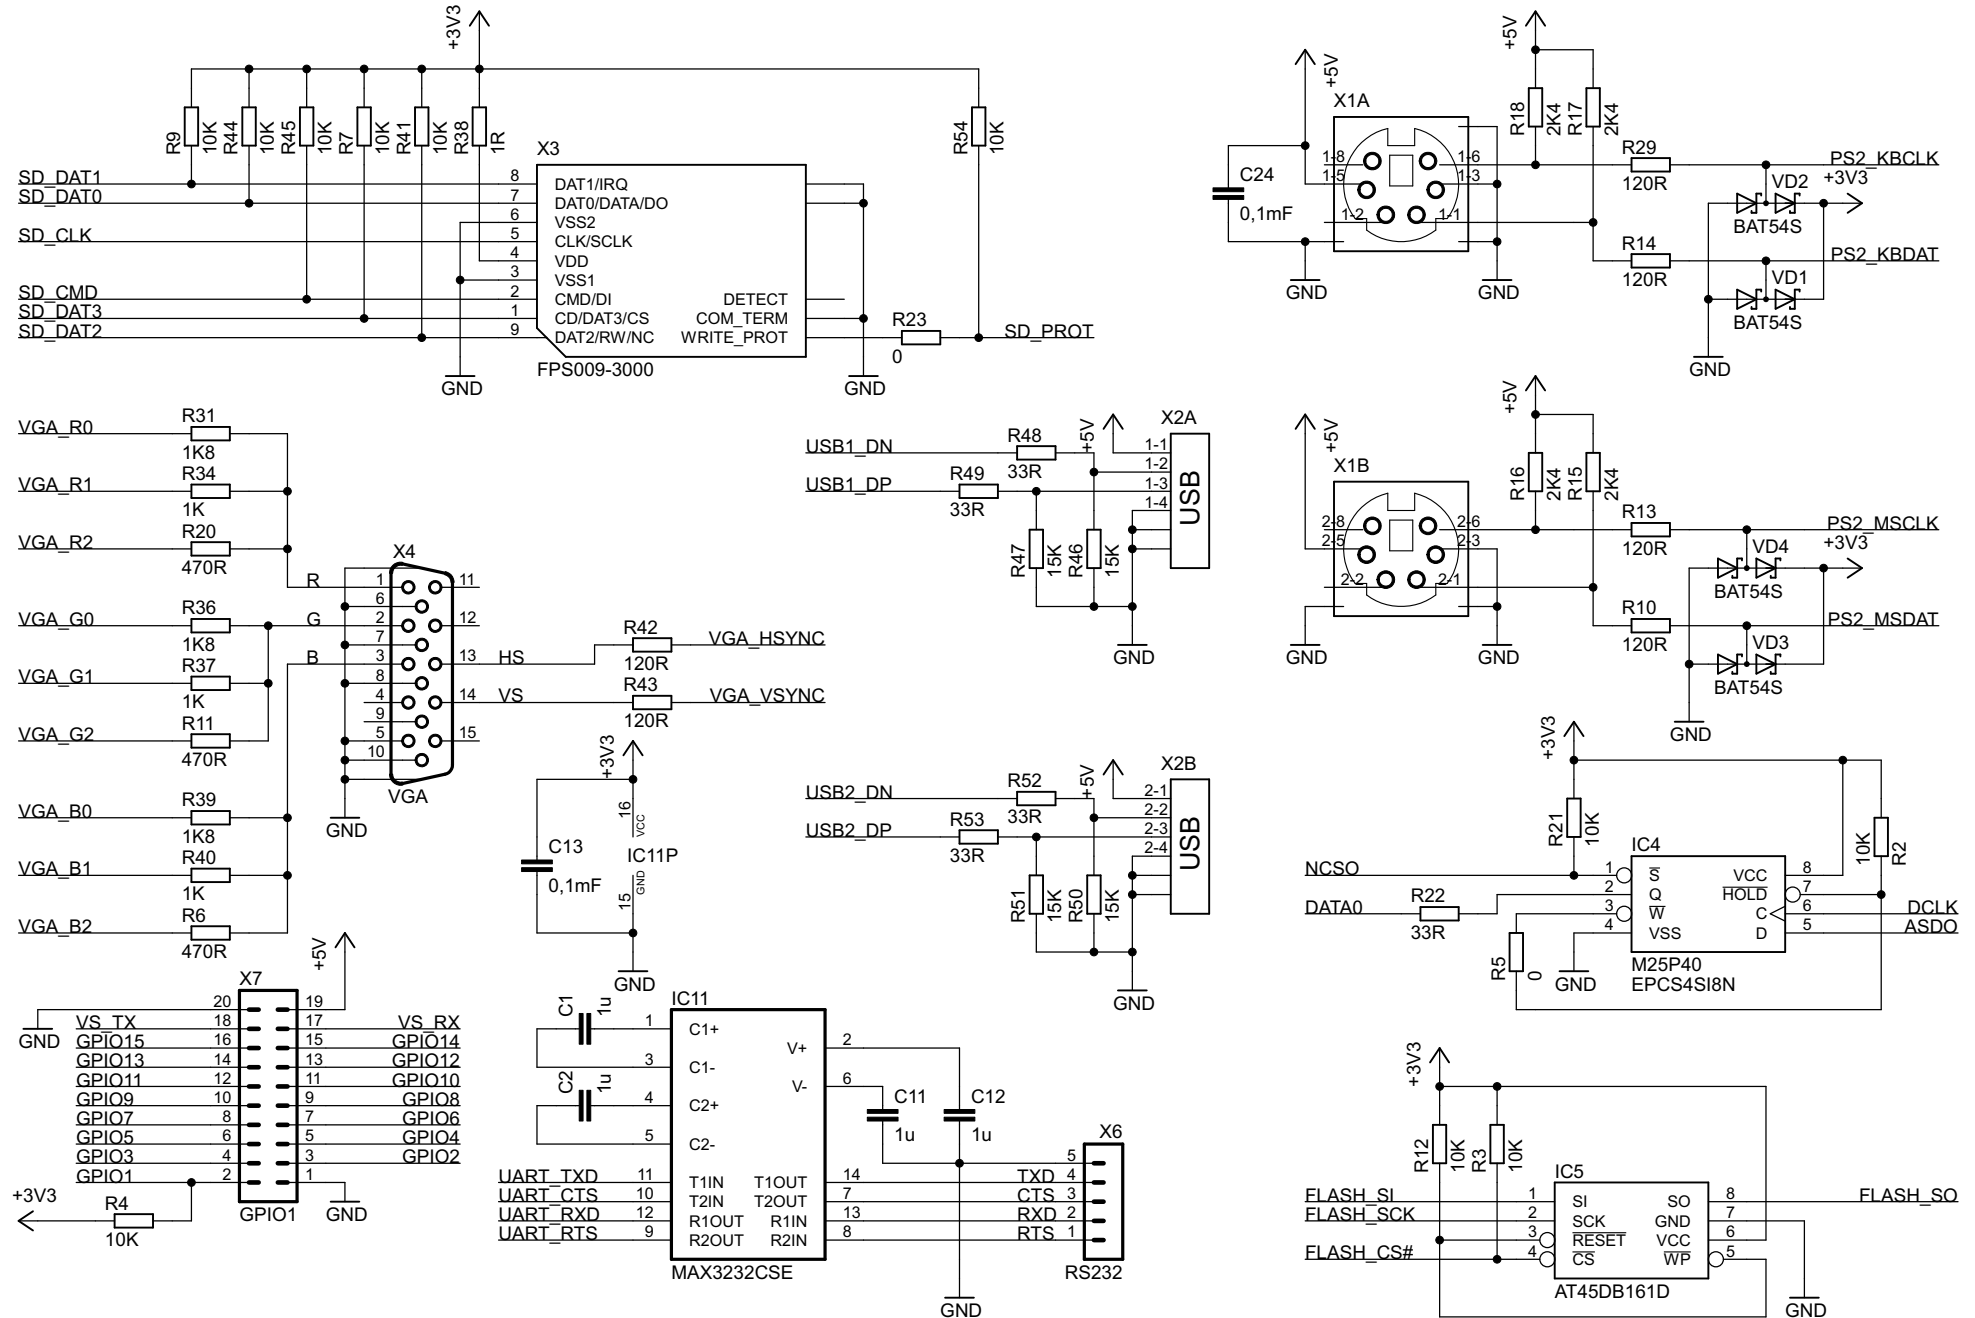 +3V3
R9 10K
R44 10K
R45 10K
R7 10K
R41 10K
R38 1R
R54 10K
X3
SD_DAT1 8 DAT1/IRQ
SD_DAT0 7 DAT0/DATA/DO
6 VSS2
SD_CLK 5 CLK/SCLK
4 VDD
3 VSS1
SD_CMD 2 CMD/DI DETECT
SD_DAT3 1 CD/DAT3/CS COM_TERM
SD_DAT2 9 DAT2/RW/NC WRITE_PROT
R23 0 SD_PROT
FPS009-3000
GND GND
+5V
X1A
C24
0,1mF
1-8 1-6
1-5 1-3
1-2 1-1
GND GND
+5V
R18 2K4
R17 2K4
R29
120R
PS2_KBCLK
+3V3
VD2
BAT54S
R14
120R
PS2_KBDAT
VD1
BAT54S
GND
VGA_R0 R31 1K8
VGA_R1 R34 1K
VGA_R2 R20 470R
VGA_G0 R36 1K8
VGA_G1 R37 1K
VGA_G2 R11 470R
VGA_B0 R39 1K8
VGA_B1 R40 1K
VGA_B2 R6 470R
X4
R 1 11
6
G 2 12
7
B 3 13 HS
8
4 14 VS
9
5 15
10
VGA
GND
R42
120R
VGA_HSYNC
R43
120R
VGA_VSYNC
USB1_DN R48 33R
USB1_DP R49 33R
+5V
X2A
1-1
1-2
1-3
1-4
USB
R47 15K
R46 15K
GND
+5V
X1B
2-8 2-6
2-5 2-3
2-2 2-1
GND GND
+5V
R16 2K4
R15 2K4
R13
120R
PS2_MSCLK
+3V3
VD4
BAT54S
R10
120R
PS2_MSDAT
VD3
BAT54S
GND
+3V3
C13
0,1mF
16 VCC
IC11P
15 GND
GND
USB2_DN R52 33R
USB2_DP R53 33R
+5V
X2B
2-1
2-2
2-3
2-4
USB
R51 15K
R50 15K
GND
+3V3
R21 10K
10K R2
IC4
NCSO 1 S VCC 8
2 Q HOLD 7
DATA0 R22 33R 3 W C 6 DCLK
4 VSS D 5 ASDO
R5 0
GND
M25P40
EPCS4SI8N
+5V
X7
GND 20 19
VS_TX 18 17 VS_RX
GPIO15 16 15 GPIO14
GPIO13 14 13 GPIO12
GPIO11 12 11 GPIO10
GPIO9 10 9 GPIO8
GPIO7 8 7 GPIO6
GPIO5 6 5 GPIO4
GPIO3 4 3 GPIO2
GPIO1 2 1
GPIO1
GND
+3V3
R4
10K
IC11
C1 1u
C2 1u
1 C1+
3 C1-
4 C2+
5 C2-
V+ 2
V- 6
C11
1u
C12
1u
X6
5
UART_TXD 11 T1IN T1OUT 14 TXD 4
UART_CTS 10 T2IN T2OUT 7 CTS 3
UART_RXD 12 R1OUT R1IN 13 RXD 2
UART_RTS 9 R2OUT R2IN 8 RTS 1
MAX3232CSE
RS232
GND
+3V3
R12 10K
R3 10K
IC5
FLASH_SI 1 SI SO 8 FLASH_SO
FLASH_SCK 2 SCK GND 7
3 RESET VCC 6
FLASH_CS# 4 CS WP 5
AT45DB161D
GND